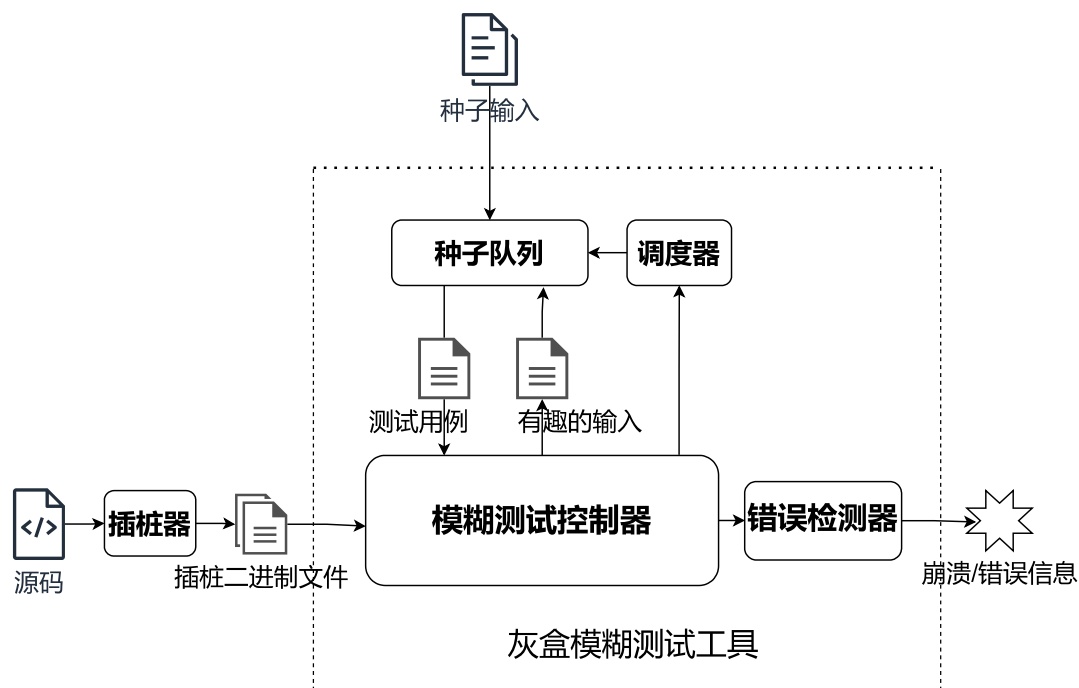 种子输入
种子队列
调度器
测试用例
有趣的输入
</>
插桩器
模糊测试控制器
错误检测器
源码
插桩二进制文件
崩溃/错误信息
灰盒模糊测试工具